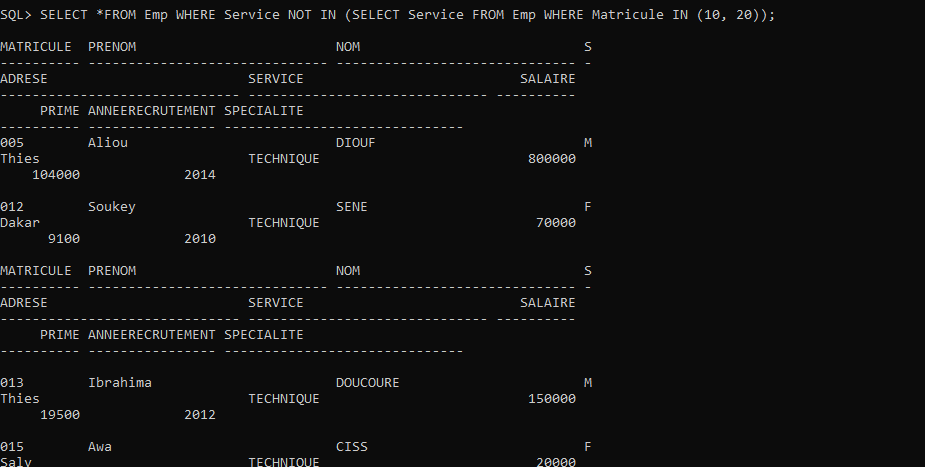 SQL> SELECT *FROM Emp WHERE Service NOT IN (SELECT Service FROM Emp WHERE Matricule IN (10, 20));
MATRICULE  PRENOM                         NOM                            S
---------- ------------------------------ ------------------------------ -
ADRESE                         SERVICE                           SALAIRE
------------------------------ ------------------------------ ----------
     PRIME ANNEERECRUTEMENT SPECIALITE
---------- ---------------- ------------------------------
005        Aliou                          DIOUF                          M
Thies                          TECHNIQUE                          800000
    104000             2014
012        Soukey                         SENE                           F
Dakar                          TECHNIQUE                           70000
      9100             2010
MATRICULE  PRENOM                         NOM                            S
---------- ------------------------------ ------------------------------ -
ADRESE                         SERVICE                           SALAIRE
------------------------------ ------------------------------ ----------
     PRIME ANNEERECRUTEMENT SPECIALITE
---------- ---------------- ------------------------------
013        Ibrahima                       DOUCOURE                       M
Thies                          TECHNIQUE                          150000
     19500             2012
015        Awa                            CISS                           F
Saly                           TECHNIQUE                           20000